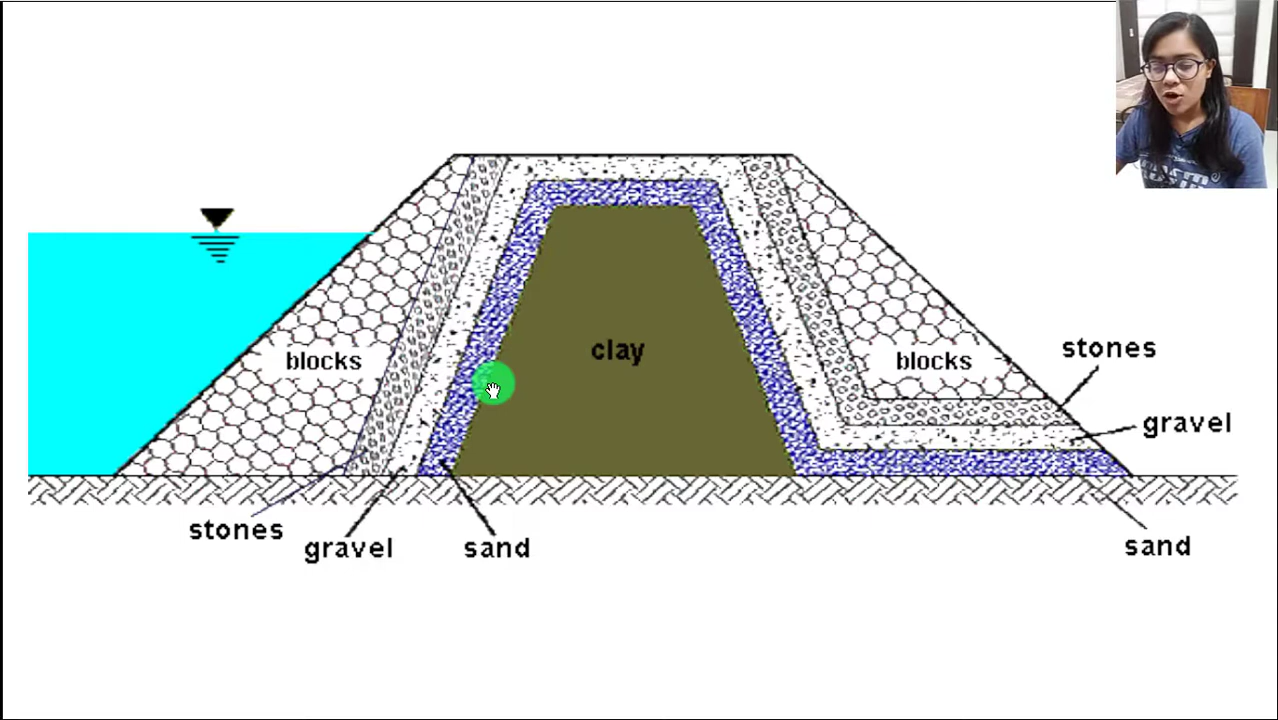 clay
blocks
blocks
stones
gravel
stones
gravel
sand
sand